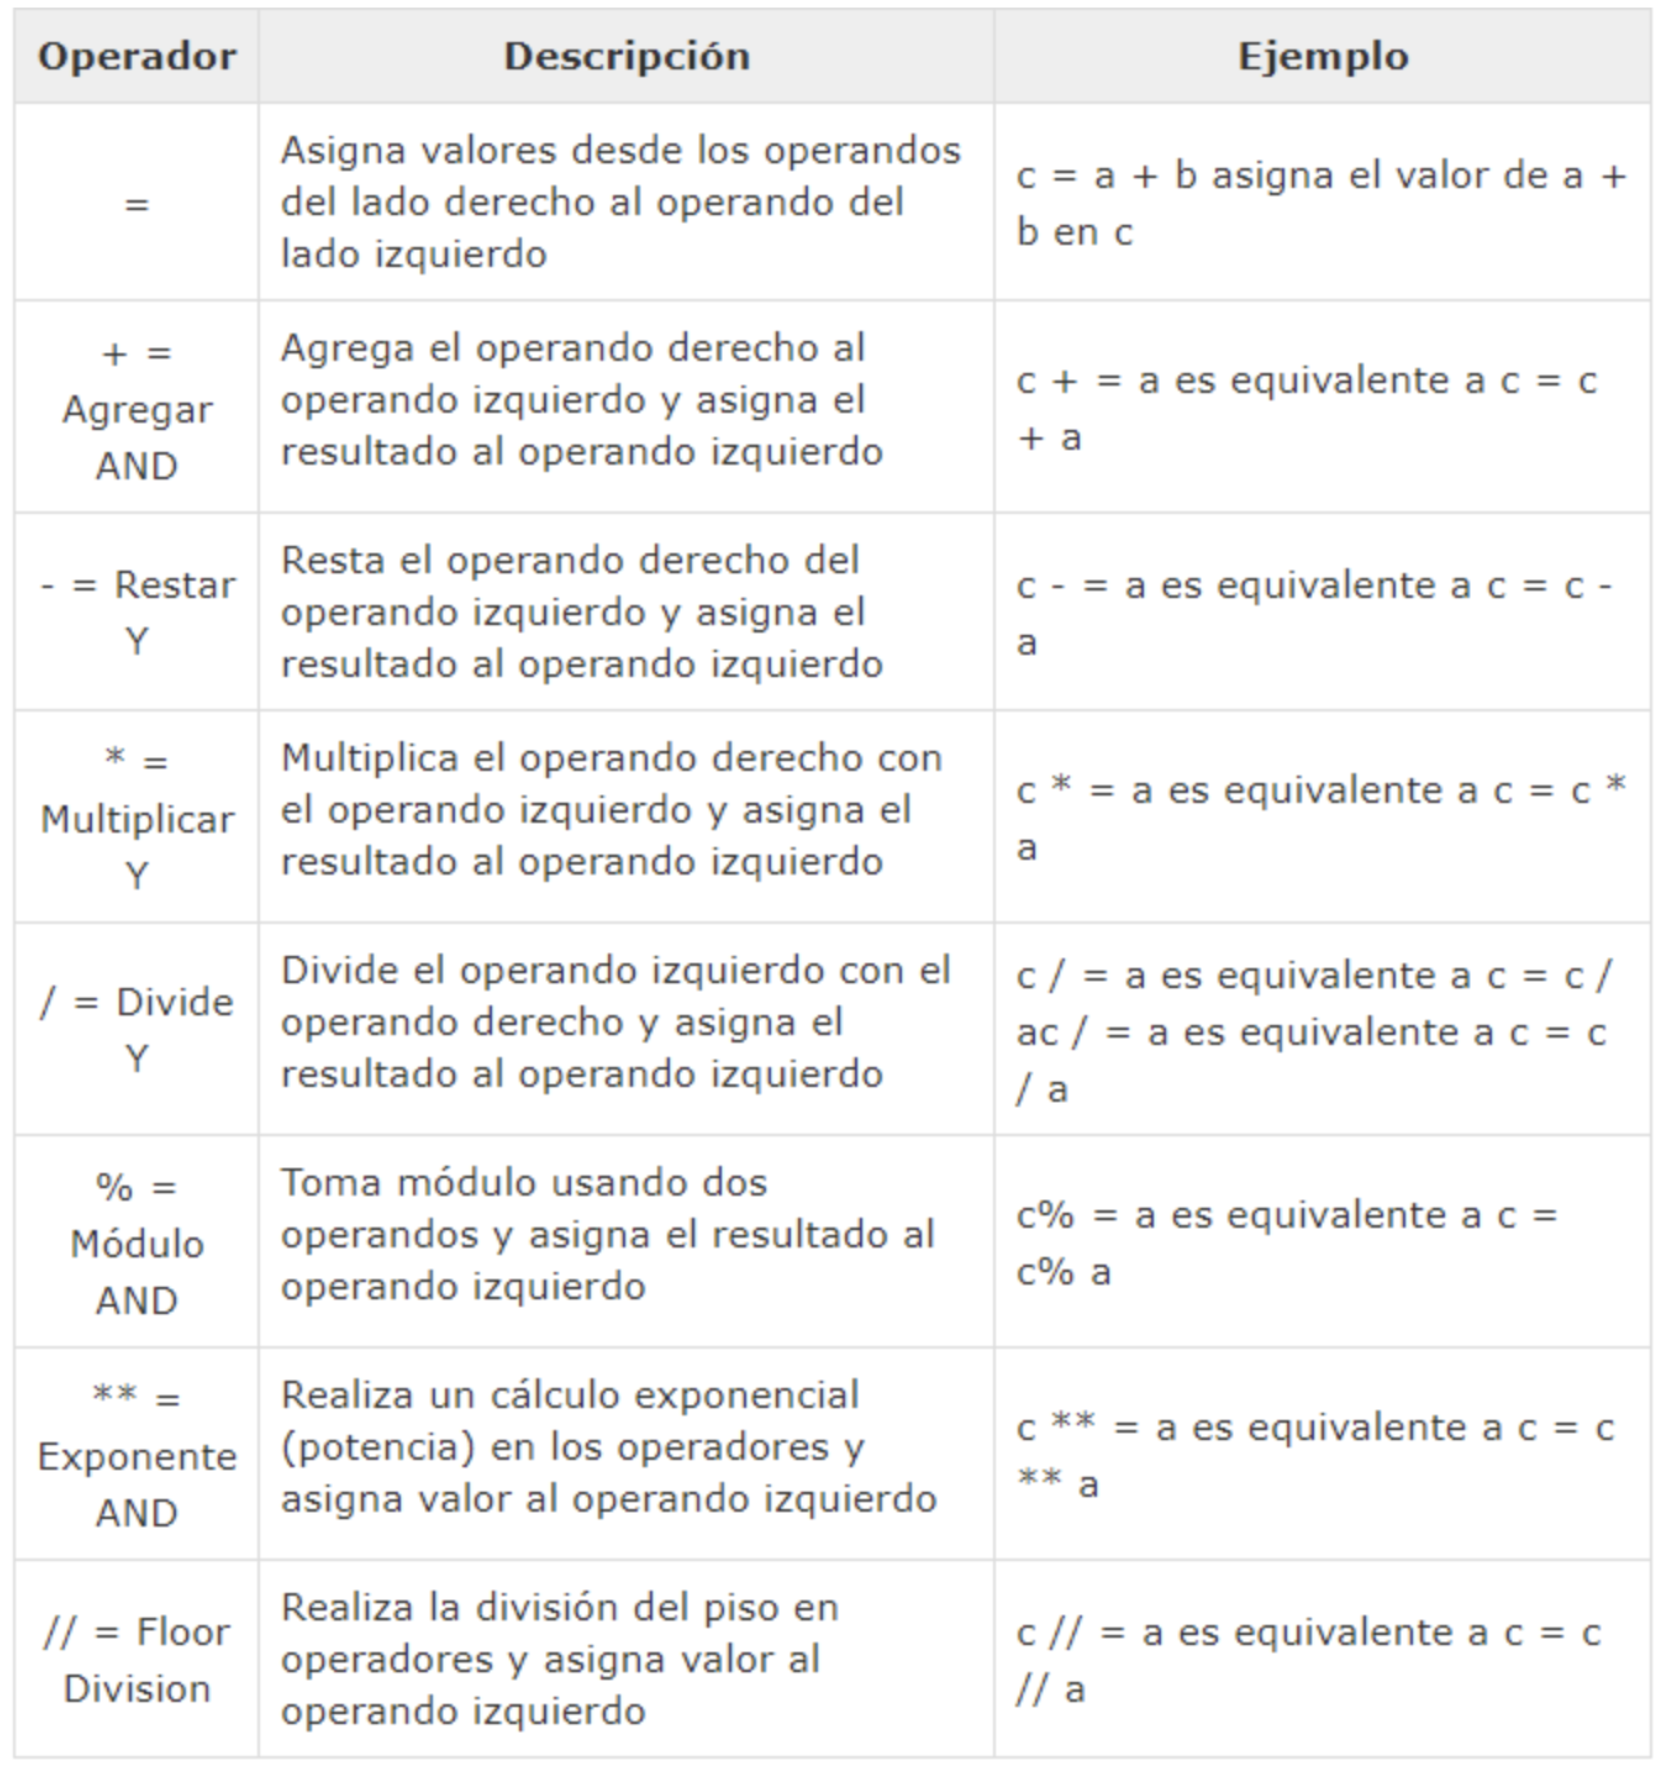 Operador Descripción Ejemplo
=
Asigna valores desde los operandos
del lado derecho al operando del
lado izquierdo
c = a + b asigna el valor de a +
b en c
+ =
Agregar
AND
Agrega el operando derecho al
operando izquierdo y asigna el
resultado al operando izquierdo
c + = a es equivalente a c = c
+ a
- = Restar
Y
Resta el operando derecho del
operando izquierdo y asigna el
resultado al operando izquierdo
c - = a es equivalente a c = c -
a
* =
Multiplicar
Y
Multiplica el operando derecho con
el operando izquierdo y asigna el
resultado al operando izquierdo
c * = a es equivalente a c = c *
a
/ = Divide
Y
Divide el operando izquierdo con el
operando derecho y asigna el
resultado al operando izquierdo
c / = a es equivalente a c = c /
ac / = a es equivalente a c = c
/ a
% =
Módulo
AND
Toma módulo usando dos
operandos y asigna el resultado al
operando izquierdo
c% = a es equivalente a c =
c% a
** =
Exponente
AND
Realiza un cálculo exponencial
(potencia) en los operadores y
asigna valor al operando izquierdo
c ** = a es equivalente a c = c
** a
// = Floor
Division
Realiza la división del piso en
operadores y asigna valor al
operando izquierdo
c // = a es equivalente a c = c
// a